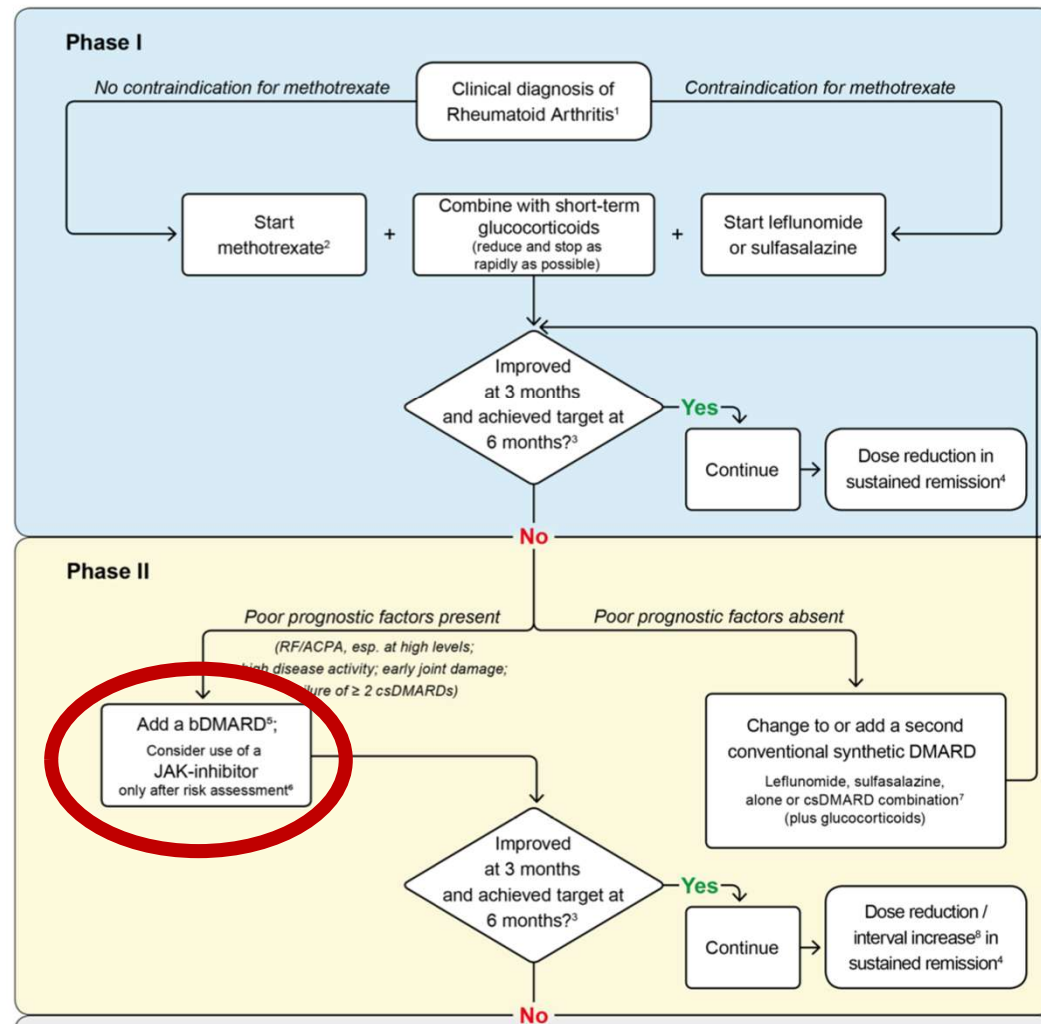 Phase I
No contraindication for methotrexate
Clinical diagnosis of
Rheumatoid Arthritis¹
Contraindication for methotrexate
Start
methotrexate²
+
Combine with short-term
glucocorticoids
(reduce and stop as
rapidly as possible)
+
Start leflunomide
or sulfasalazine
Improved
at 3 months
and achieved target at
6 months?³
Yes
Continue
Dose reduction in
sustained remission⁴
No
Phase II
Poor prognostic factors present
(RF/ACPA, esp. at high levels;
high disease activity; early joint damage;
of ≥ 2 csDMARDs)
Poor prognostic factors absent
Add a bDMARD⁵;
Consider use of a
JAK-inhibitor
only after risk assessment⁶
Change to or add a second
conventional synthetic DMARD
Leflunomide, sulfasalazine,
alone or csDMARD combination⁷
(plus glucocorticoids)
Improved
at 3 months
and achieved target at
6 months?³
Yes
Continue
Dose reduction /
interval increase⁸ in
sustained remission⁴
No